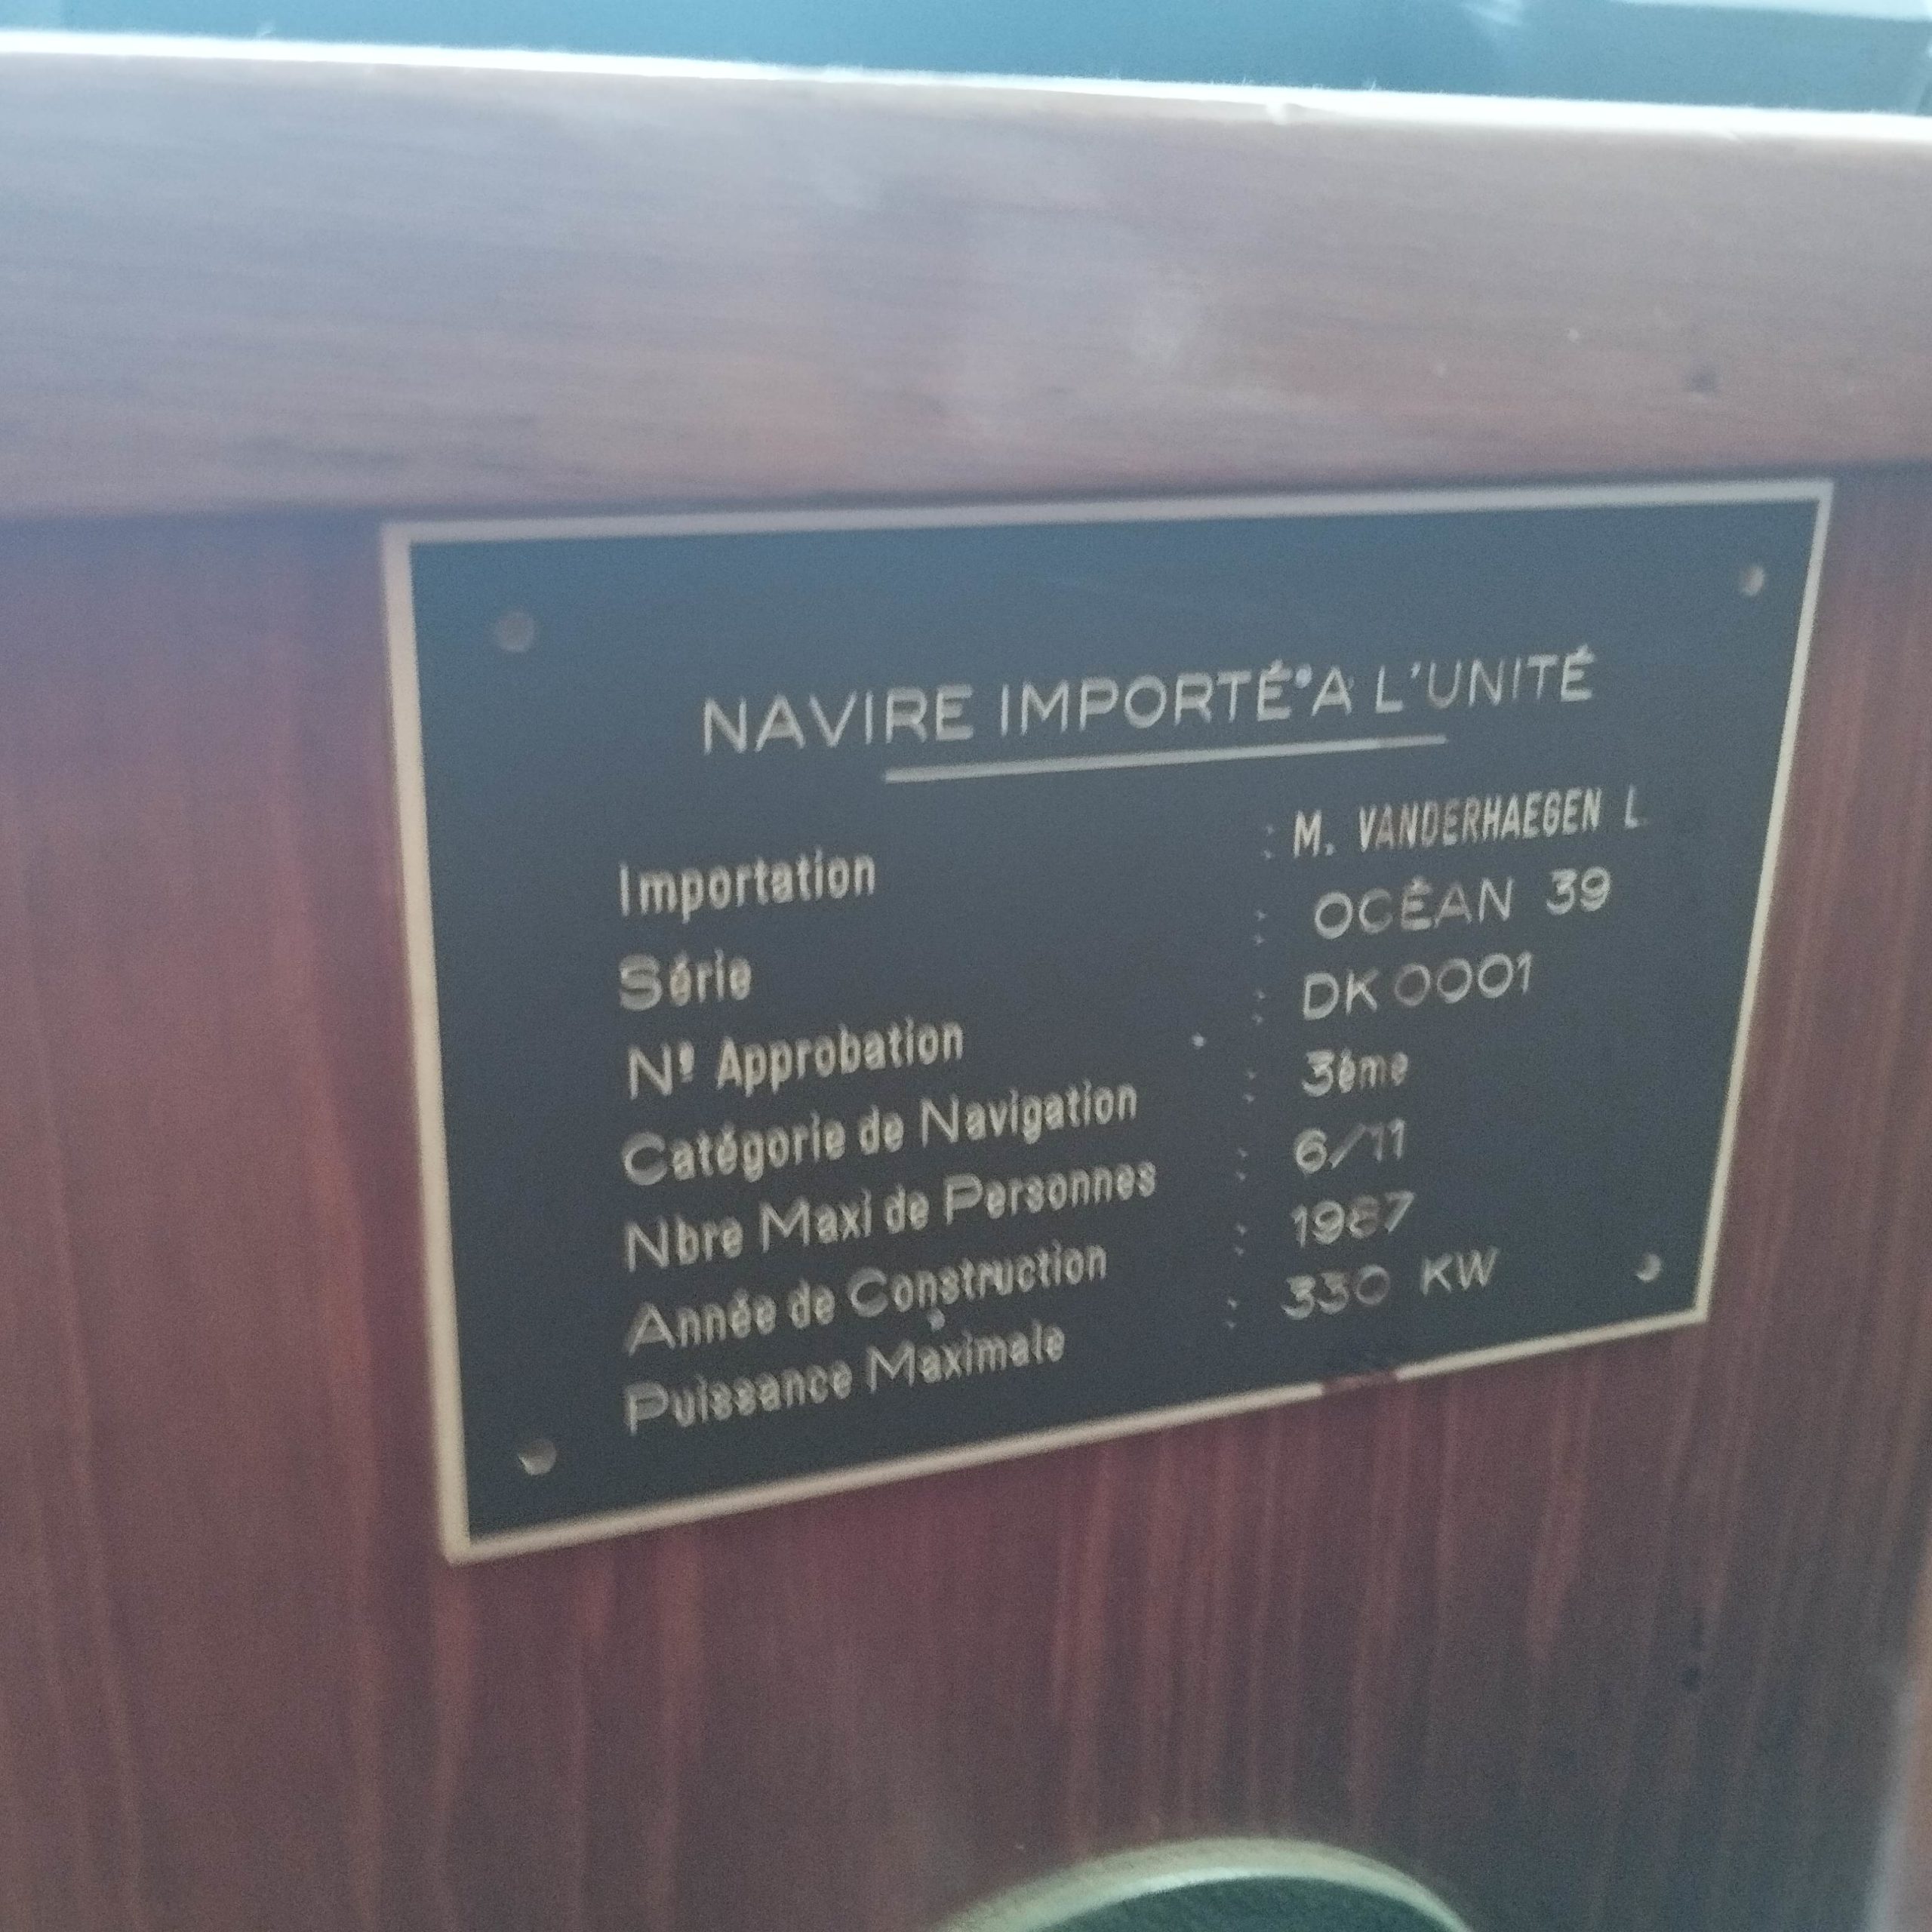 NAVIRE IMPORTÉ A L'UNITÉ
Importation : M. VANDERHAEGEN L
Série : OCÉAN 39
N° Approbation : DK 0001
Catégorie de Navigation : 3ème
Nbre Maxi de Personnes : 6/11
Année de Construction : 1987
Puissance Maximale : 330 KW